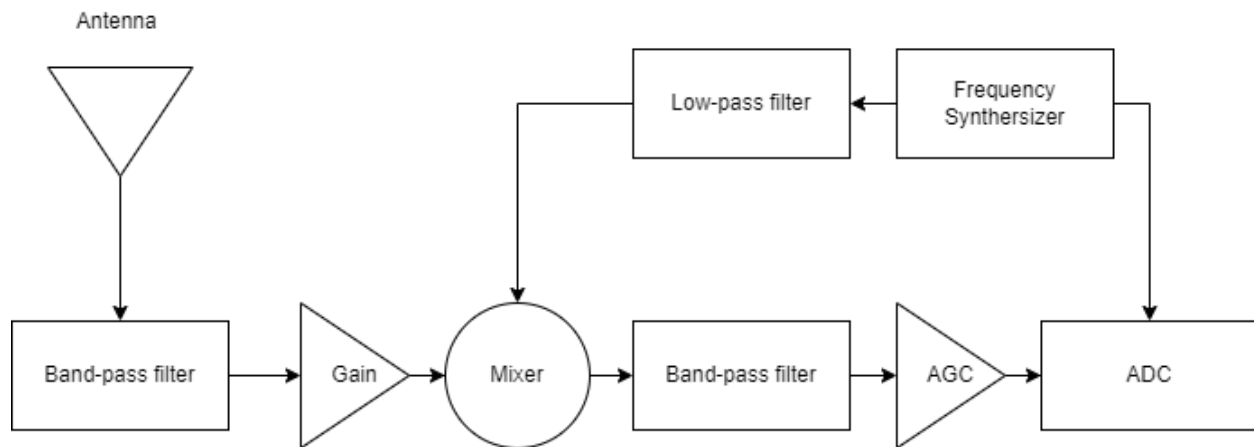 Antenna
Low-pass filter
Frequency
Synthersizer
Band-pass filter
Gain
Mixer
Band-pass filter
AGC
ADC